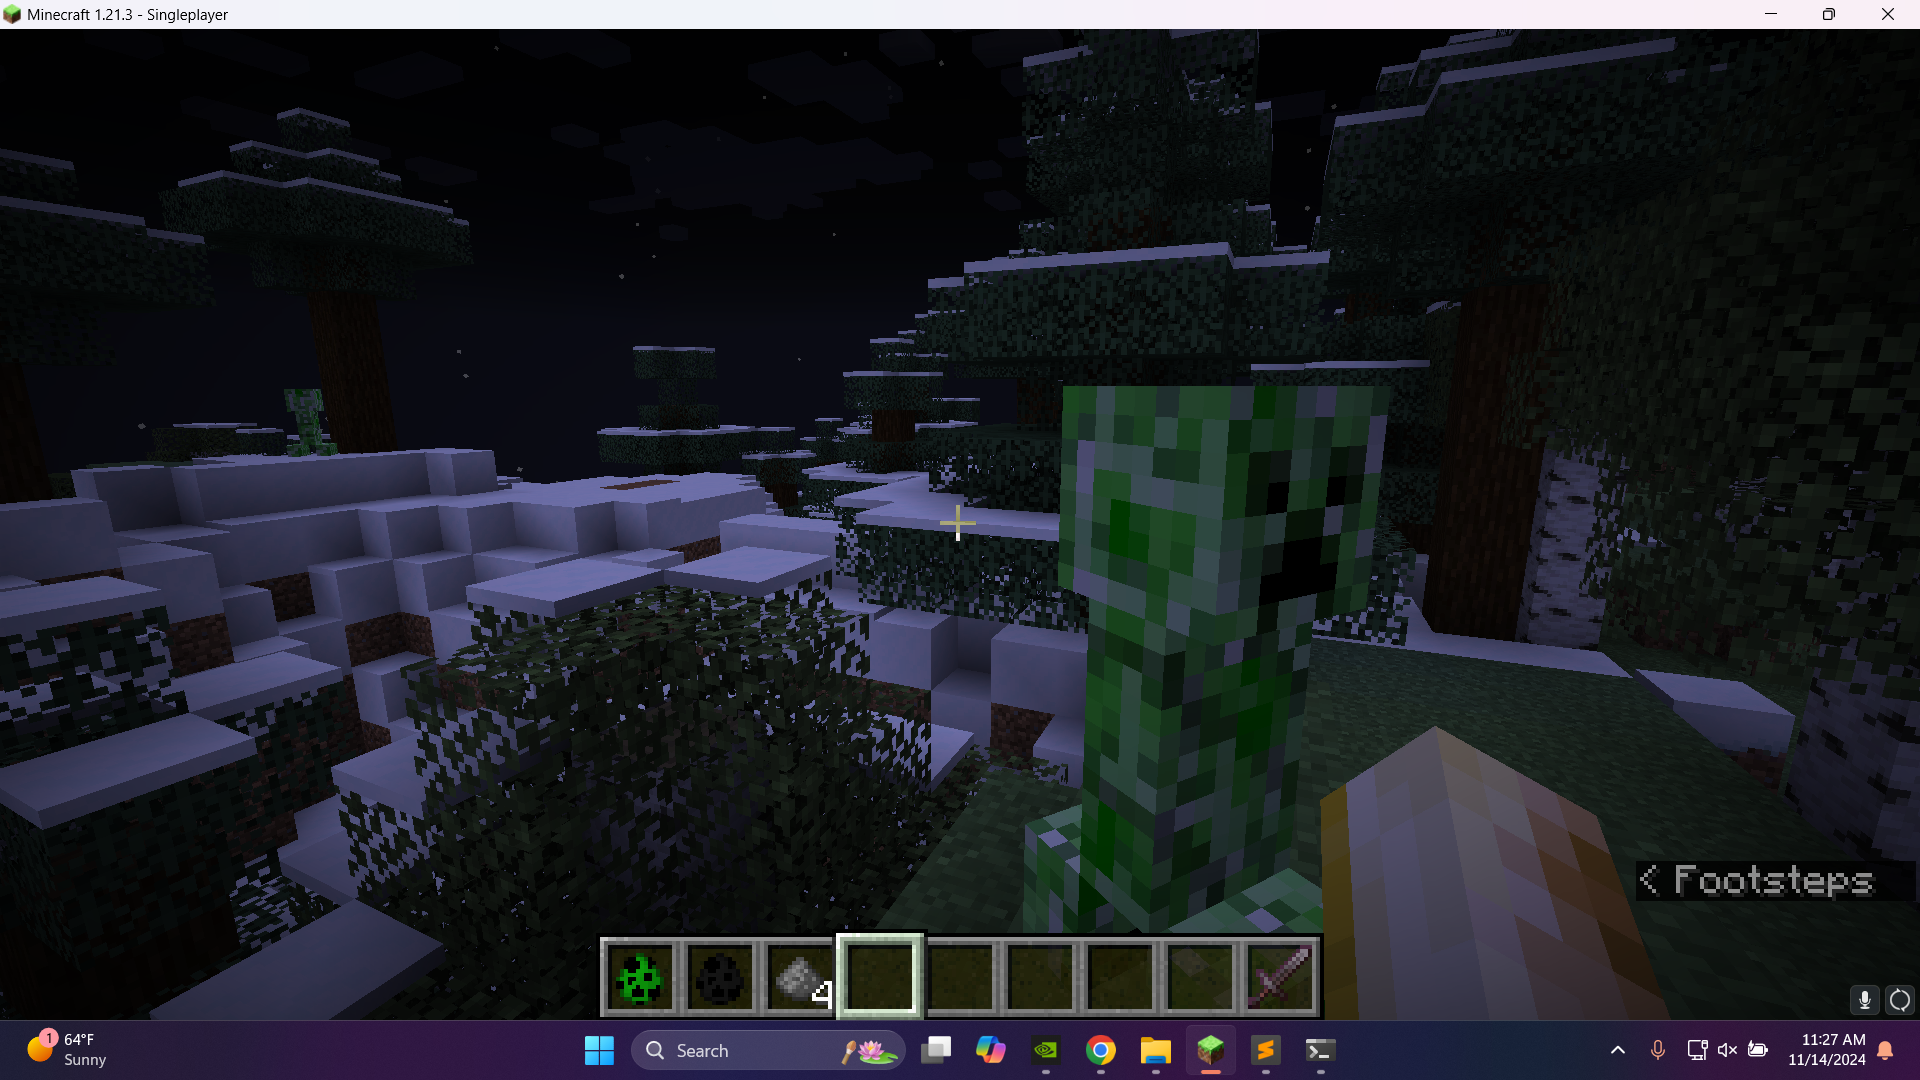 Minecraft 1.21.3 - Singleplayer
< Footsteps
4
1
64°F
Sunny
Search
11:27 AM
11/14/2024